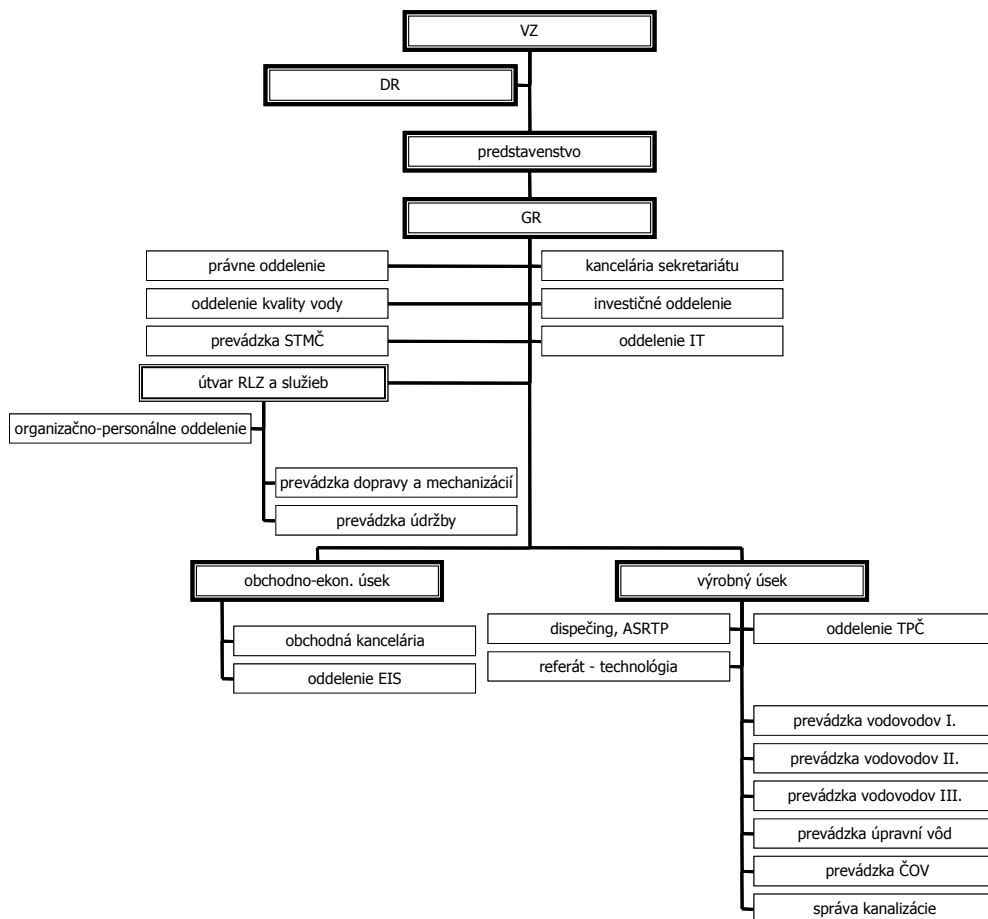 VZ
DR
predstavenstvo
GR
právne oddelenie
kancelária sekretariátu
oddelenie kvality vody
investičné oddelenie
prevádzka STMČ
oddelenie IT
útvar RLZ a služieb
organizačno-personálne oddelenie
prevádzka dopravy a mechanizácií
prevádzka údržby
obchodno-ekon. úsek
výrobný úsek
obchodná kancelária
oddelenie EIS
dispečing, ASRTP
oddelenie TPČ
referát - technológia
prevádzka vodovodov I.
prevádzka vodovodov II.
prevádzka vodovodov III.
prevádzka úpravní vôd
prevádzka ČOV
správa kanalizácie